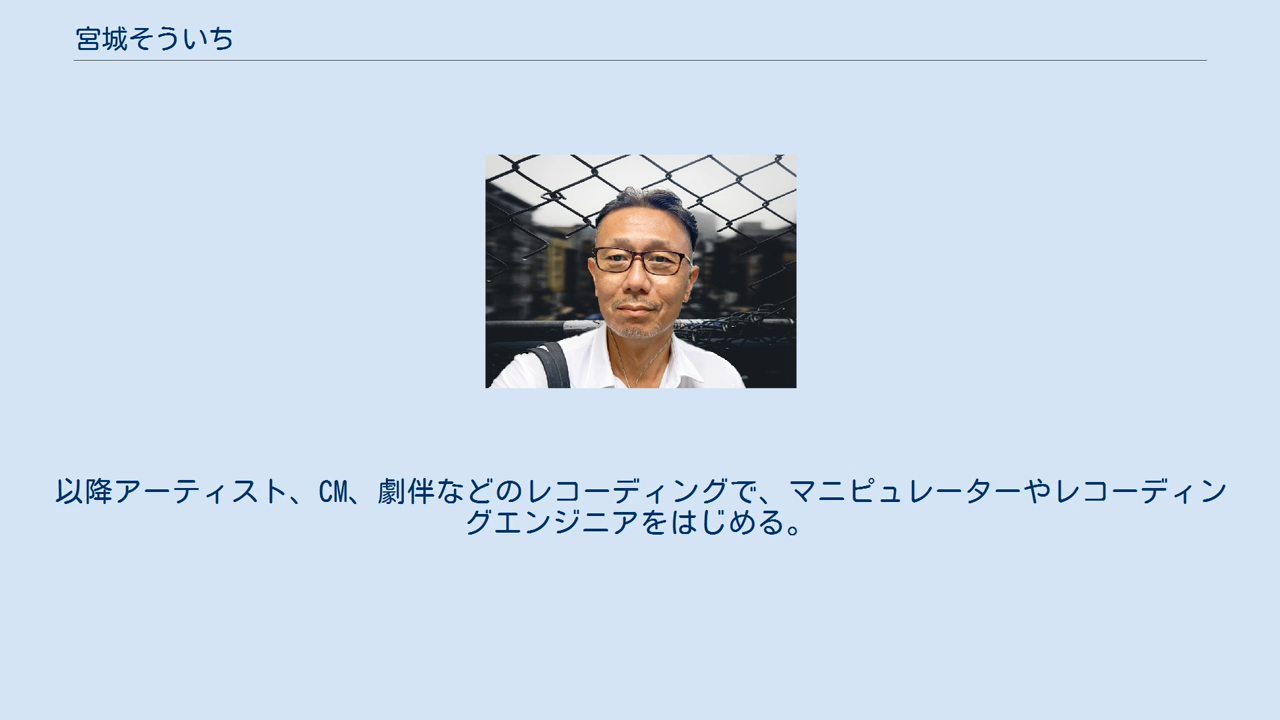 宮城そういち
以降アーティスト、CM、劇伴などのレコーディングで、マニピュレーターやレコーディン
グエンジニアをはじめる。